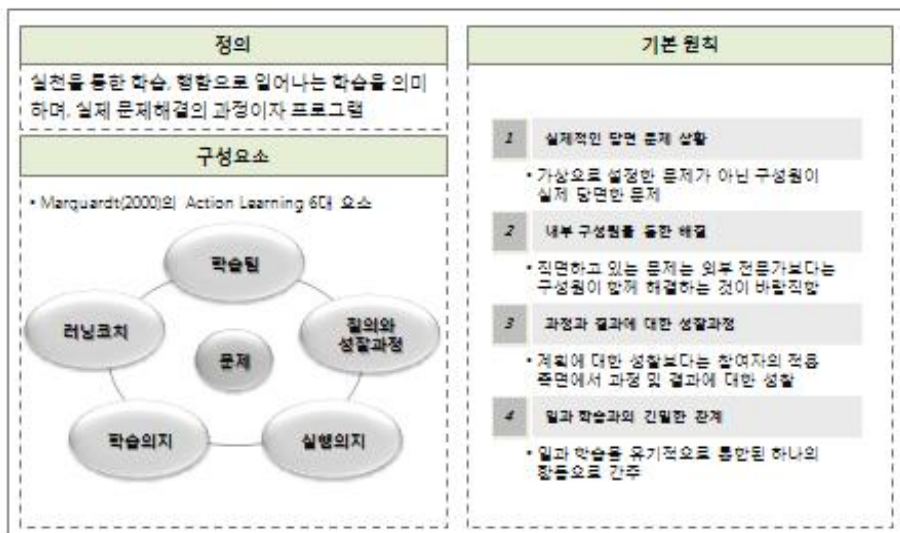 정의
실천을 통한 학습, 행함으로 일어나는 학습을 의미
하며, 실제 문제해결의 과정이자 프로그램
구성요소
• Marquardt(2000)의 Action Learning 6대 요소
학습팀
러닝코치
질의와
성찰과정
문제
학습의지
실행의지
기본 원칙
1 실제적인 당면 문제 상황
• 가상으로 설정한 문제가 아닌 구성원이
실제 당면한 문제
2 내부 구성원을 통한 해결
• 직면하고 있는 문제는 외부 전문가보다는
구성원이 함께 해결하는 것이 바람직함
3 과정과 결과에 대한 성찰과정
• 계획에 대한 성찰보다는 참여자의 적용
측면에서 과정 및 결과에 대한 성찰
4 일과 학습과의 긴밀한 관계
• 일과 학습을 유기적으로 통합된 하나의
활동으로 간주